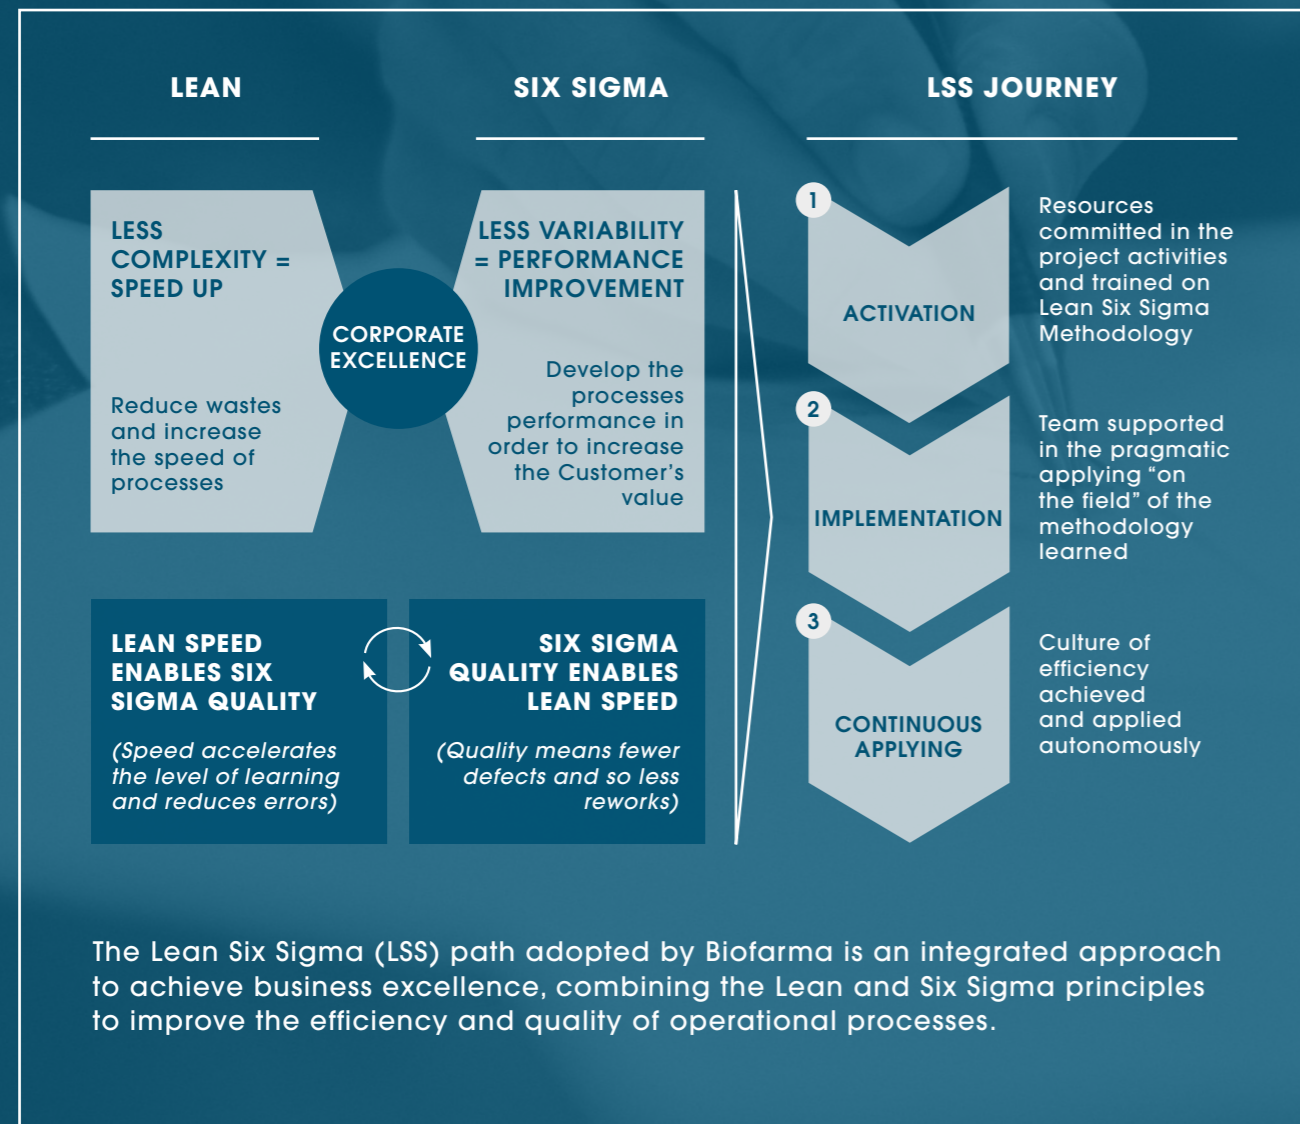 LEAN
LESS
COMPLEXITY =
SPEED UP
Reduce wastes
and increase
the speed of
processes
CORPORATE
EXCELLENCE
SIX SIGMA
LESS VARIABILITY
= PERFORMANCE
IMPROVEMENT
Develop the
processes
performance in
order to increase
the Customer's
value
LEAN SPEED
ENABLES SIX
SIGMA QUALITY
(Speed accelerates
the level of learning
and reduces errors)
SIX SIGMA
QUALITY ENABLES
LEAN SPEED
(Quality means fewer
defects and so less
reworks)
LSS JOURNEY
1
ACTIVATION
Resources
committed in the
project activities
and trained on
Lean Six Sigma
Methodology
2
IMPLEMENTATION
Team supported
in the pragmatic
applying “on
the field” of the
methodology
learned
3
CONTINUOUS
APPLYING
Culture of
efficiency
achieved
and applied
autonomously
The Lean Six Sigma (LSS) path adopted by Biofarma is an integrated approach
to achieve business excellence, combining the Lean and Six Sigma principles
to improve the efficiency and quality of operational processes.